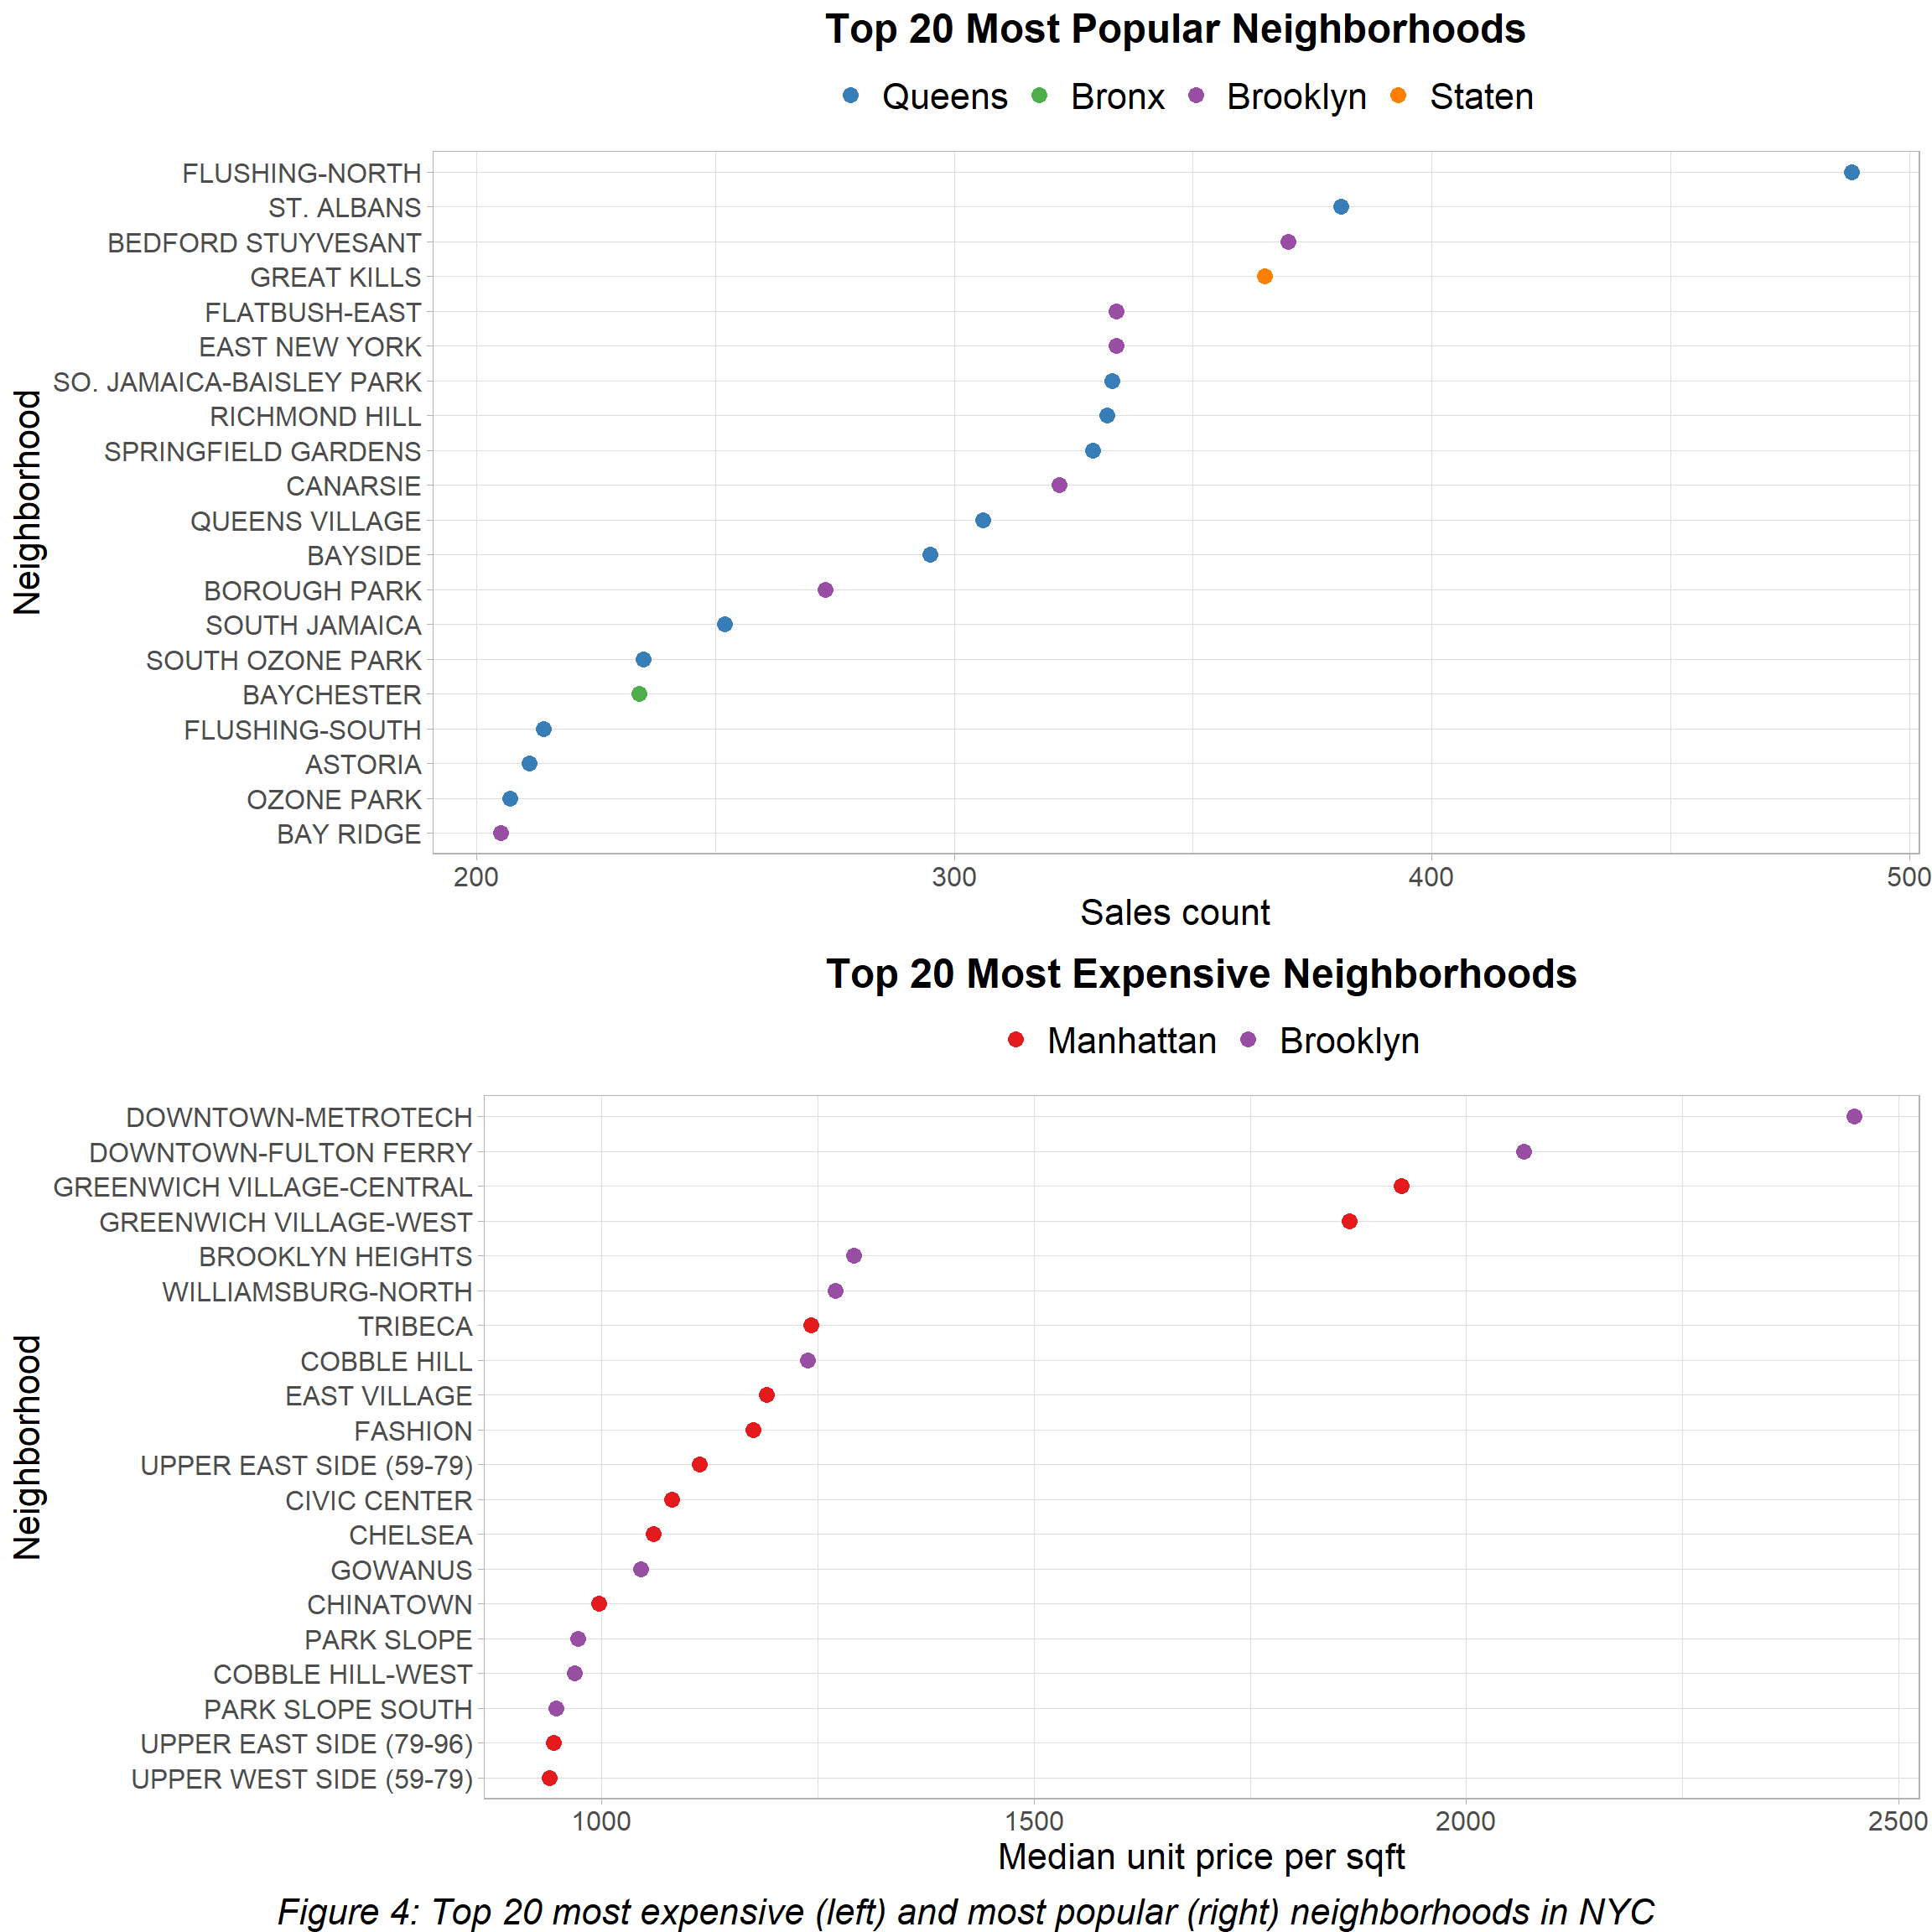 Top 20 Most Popular Neighborhoods
Queens Bronx Brooklyn Staten
Neighborhood
FLUSHING-NORTH
ST. ALBANS
BEDFORD STUYVESANT
GREAT KILLS
FLATBUSH-EAST
EAST NEW YORK
SO. JAMAICA-BAISLEY PARK
RICHMOND HILL
SPRINGFIELD GARDENS
CANARSIE
QUEENS VILLAGE
BAYSIDE
BOROUGH PARK
SOUTH JAMAICA
SOUTH OZONE PARK
BAYCHESTER
FLUSHING-SOUTH
ASTORIA
OZONE PARK
BAY RIDGE
200 300 400 500
Sales count
Top 20 Most Expensive Neighborhoods
Manhattan Brooklyn
Neighborhood
DOWNTOWN-METROTECH
DOWNTOWN-FULTON FERRY
GREENWICH VILLAGE-CENTRAL
GREENWICH VILLAGE-WEST
BROOKLYN HEIGHTS
WILLIAMSBURG-NORTH
TRIBECA
COBBLE HILL
EAST VILLAGE
FASHION
UPPER EAST SIDE (59-79)
CIVIC CENTER
CHELSEA
GOWANUS
CHINATOWN
PARK SLOPE
COBBLE HILL-WEST
PARK SLOPE SOUTH
UPPER EAST SIDE (79-96)
UPPER WEST SIDE (59-79)
1000 1500 2000 2500
Median unit price per sqft
Figure 4: Top 20 most expensive (left) and most popular (right) neighborhoods in NYC